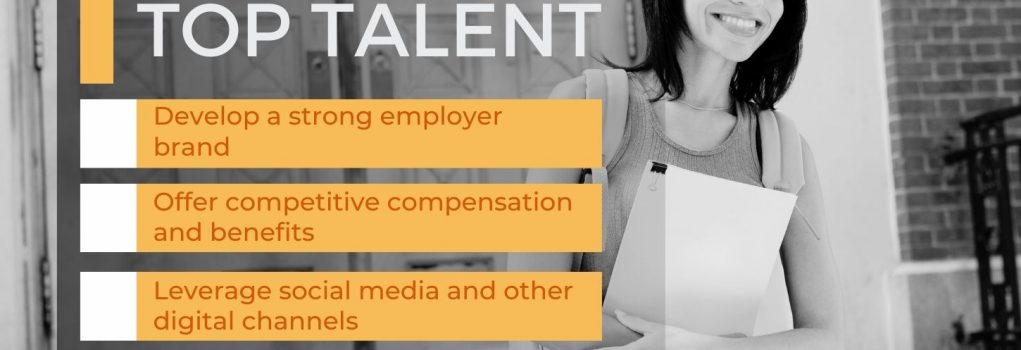 TOP TALENT
Develop a strong employer
brand
Offer competitive compensation
and benefits
Leverage social media and other
digital channels